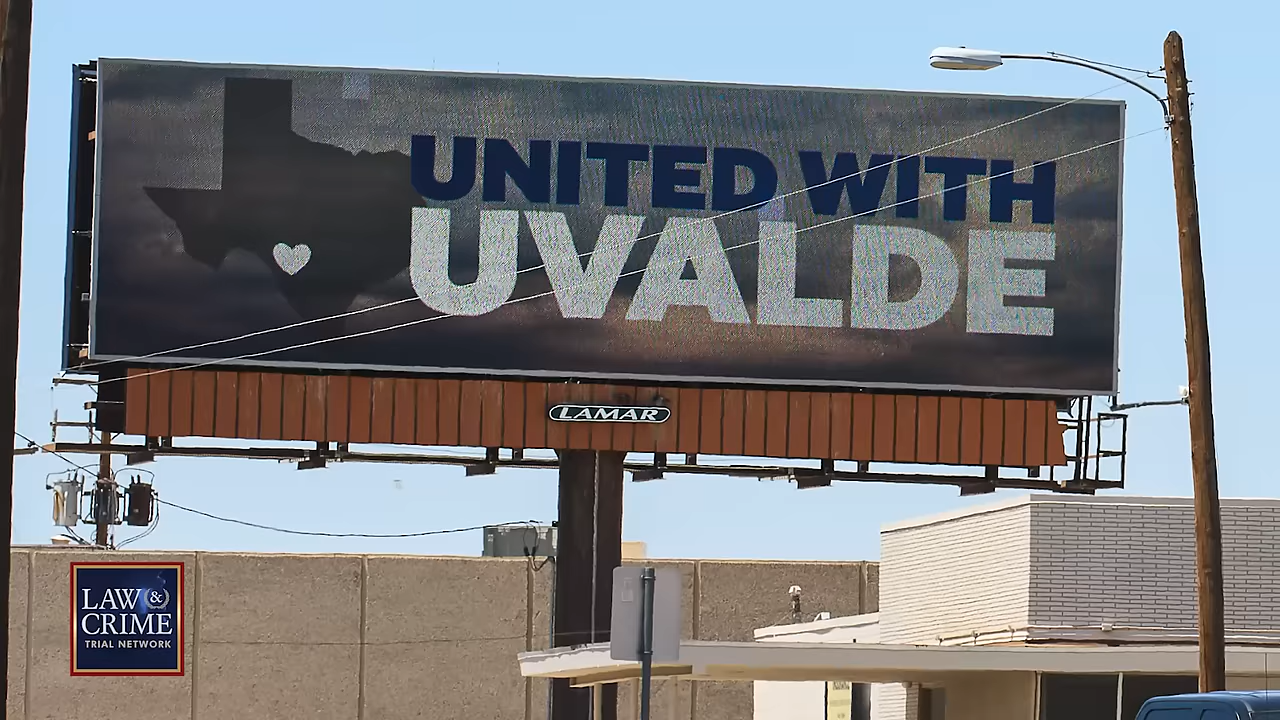 UNITED WITH
UVALDE
LAMAR
LAW &
CRIME
TRIAL NETWORK